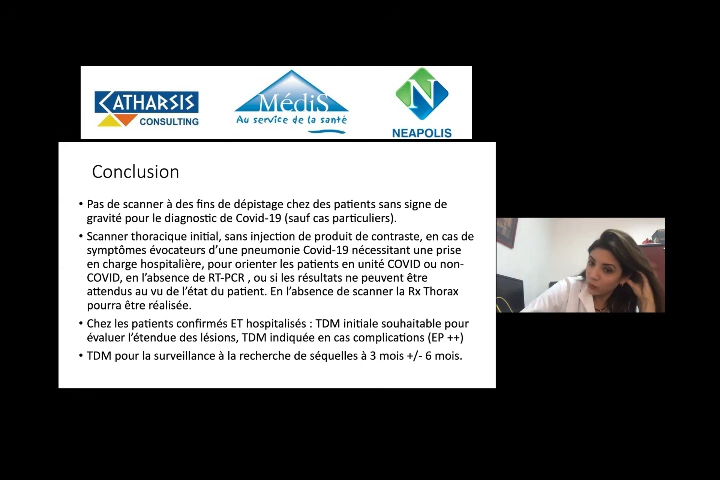 CATHARSIS
CONSULTING
MédiS
Au service de la santé
N
NEAPOLIS
Conclusion
• Pas de scanner à des fins de dépistage chez des patients sans signe de
gravité pour le diagnostic de Covid-19 (sauf cas particuliers).
• Scanner thoracique initial, sans injection de produit de contraste, en cas de
symptômes évocateurs d'une pneumonie Covid-19 nécessitant une prise
en charge hospitalière, pour orienter les patients en unité COVID ou non-
COVID, en l'absence de RT-PCR , ou si les résultats ne peuvent être
attendus au vu de l'état du patient. En l'absence de scanner la Rx Thorax
pourra être réalisée.
• Chez les patients confirmés ET hospitalisés : TDM initiale souhaitable pour
évaluer l'étendue des lésions, TDM indiquée en cas complications (EP ++)
• TDM pour la surveillance à la recherche de séquelles à 3 mois +/- 6 mois.